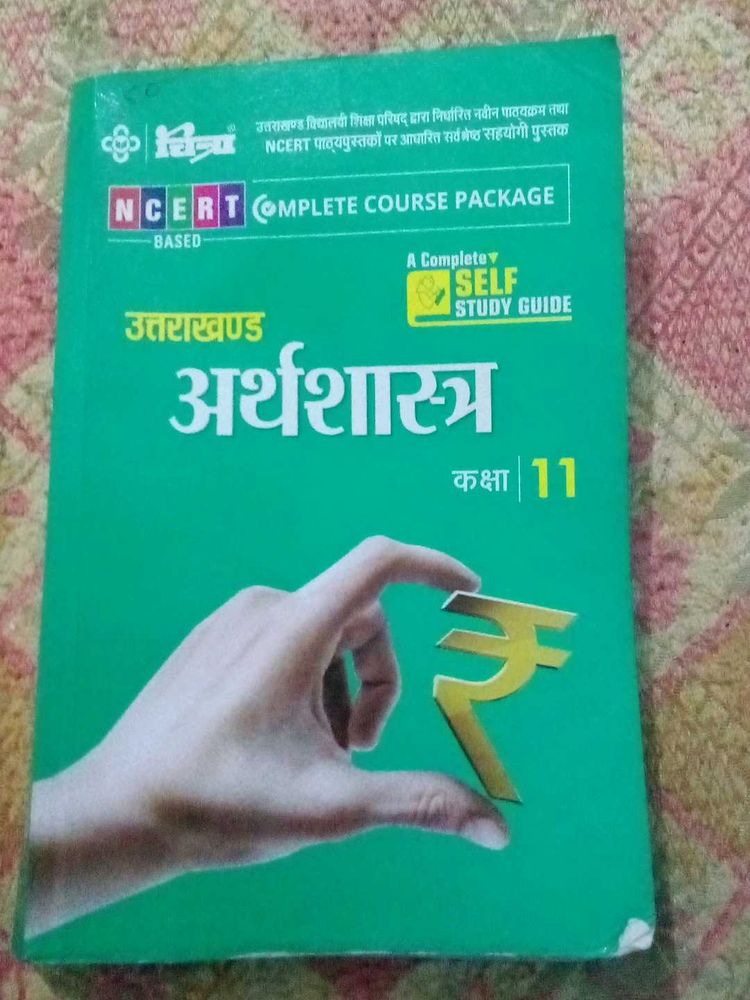 चित्रा®
उत्तराखण्ड विद्यालयी शिक्षा परिषद् द्वारा निर्धारित नवीन पाठ्यक्रम तथा
NCERT पाठ्यपुस्तकों पर आधारित सर्वश्रेष्ठ सहयोगी पुस्तक
NCERT COMPLETE COURSE PACKAGE
BASED
A Complete
SELF
STUDY GUIDE
उत्तराखण्ड
अर्थशास्त्र
कक्षा 11